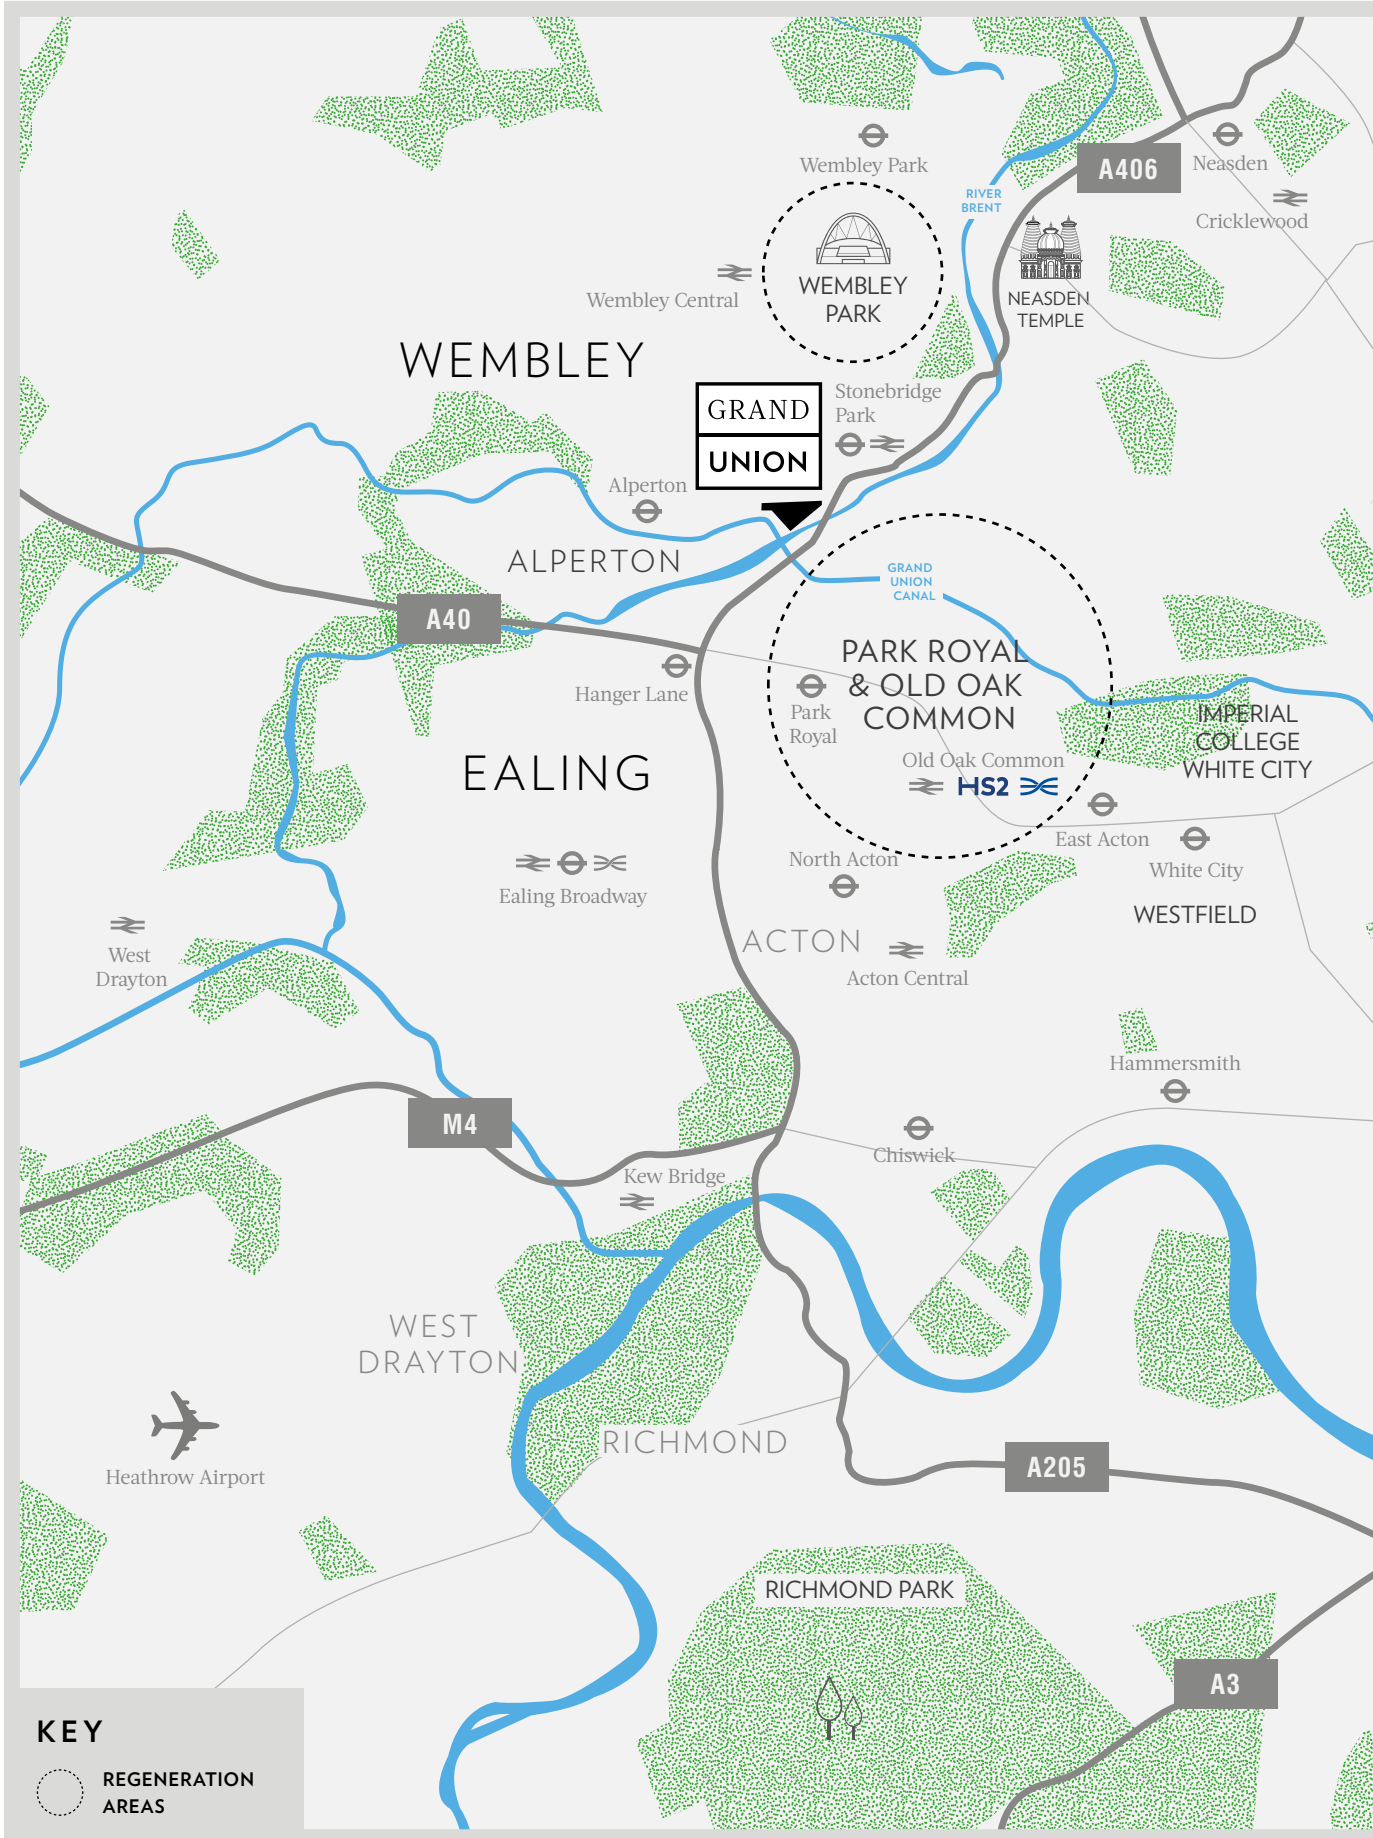 Wembley Park
A406
Neasden
RIVER
BRENT
Cricklewood
WEMBLEY
PARK
Wembley Central
NEASDEN
TEMPLE
WEMBLEY
GRAND
UNION
Stonebridge
Park
Alperton
ALPERTON
GRAND
UNION
CANAL
A40
PARK ROYAL
& OLD OAK
COMMON
Hanger Lane
Park
Royal
IMPERIAL
COLLEGE
WHITE CITY
Old Oak Common
HS2
EALING
East Acton
North Acton
White City
Ealing Broadway
WESTFIELD
ACTON
West
Drayton
Acton Central
Hammersmith
M4
Chiswick
Kew Bridge
WEST
DRAYTON
RICHMOND
A205
Heathrow Airport
RICHMOND PARK
A3
KEY
REGENERATION
AREAS